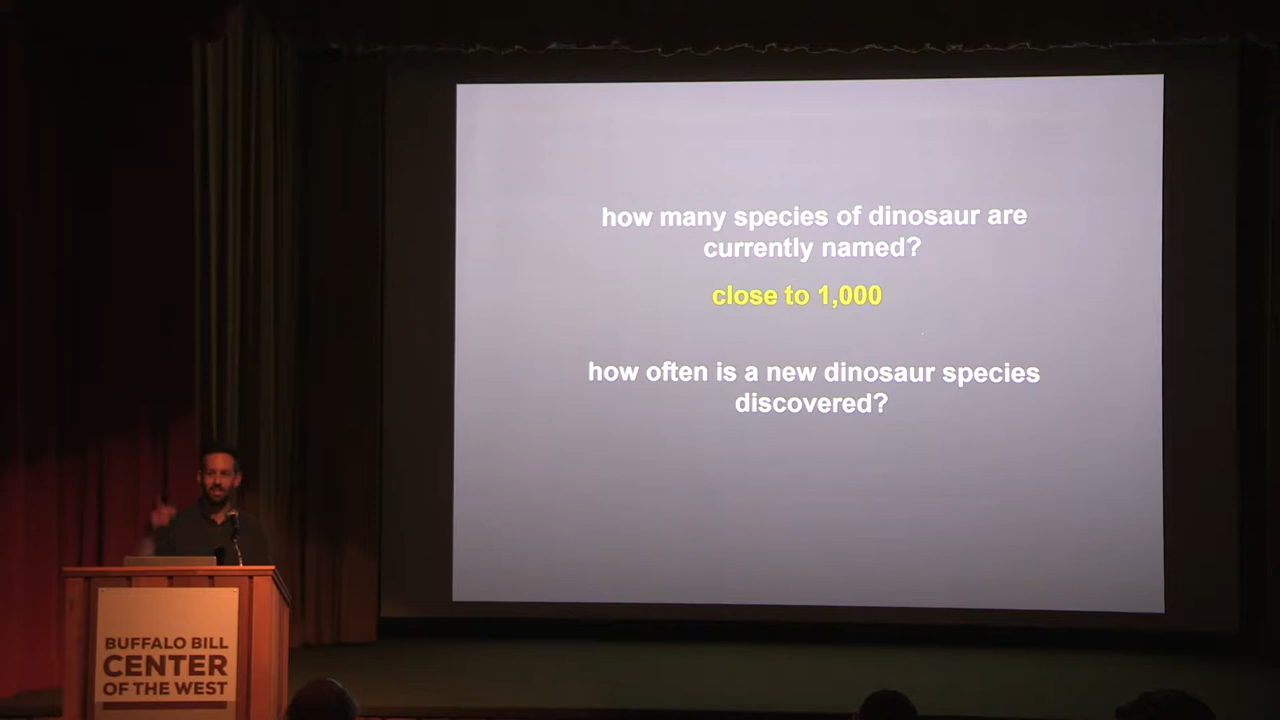 how many species of dinosaur are
currently named?
close to 1,000
how often is a new dinosaur species
discovered?
BUFFALO BILL
CENTER
OF THE WEST